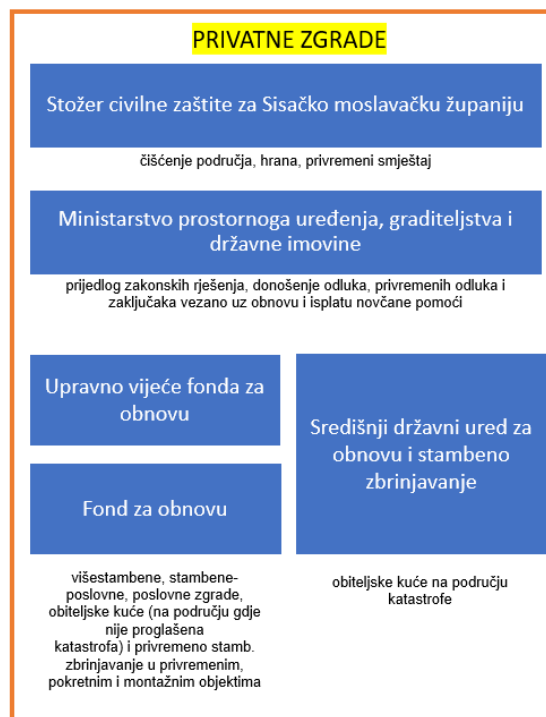 PRIVATNE ZGRADE
Stožer civilne zaštite za Sisačko moslavačku županiju
čišćenje područja, hrana, privremeni smještaj
Ministarstvo prostornoga uređenja, graditeljstva i
državne imovine
prijedlog zakonskih rješenja, donošenje odluka, privremenih odluka i
zaključaka vezano uz obnovu i isplatu novčane pomoći
Upravno vijeće fonda za
obnovu
Fond za obnovu
višestambene, stambene-
poslovne, poslovne zgrade,
obiteljske kuće (na području gdje
nije proglašena
katastrofa) i privremeno stamb.
zbrinjavanje u privremenim,
pokretnim i montažnim objektima
Središnji državni ured za
obnovu i stambeno
zbrinjavanje
obiteljske kuće na području
katastrofe